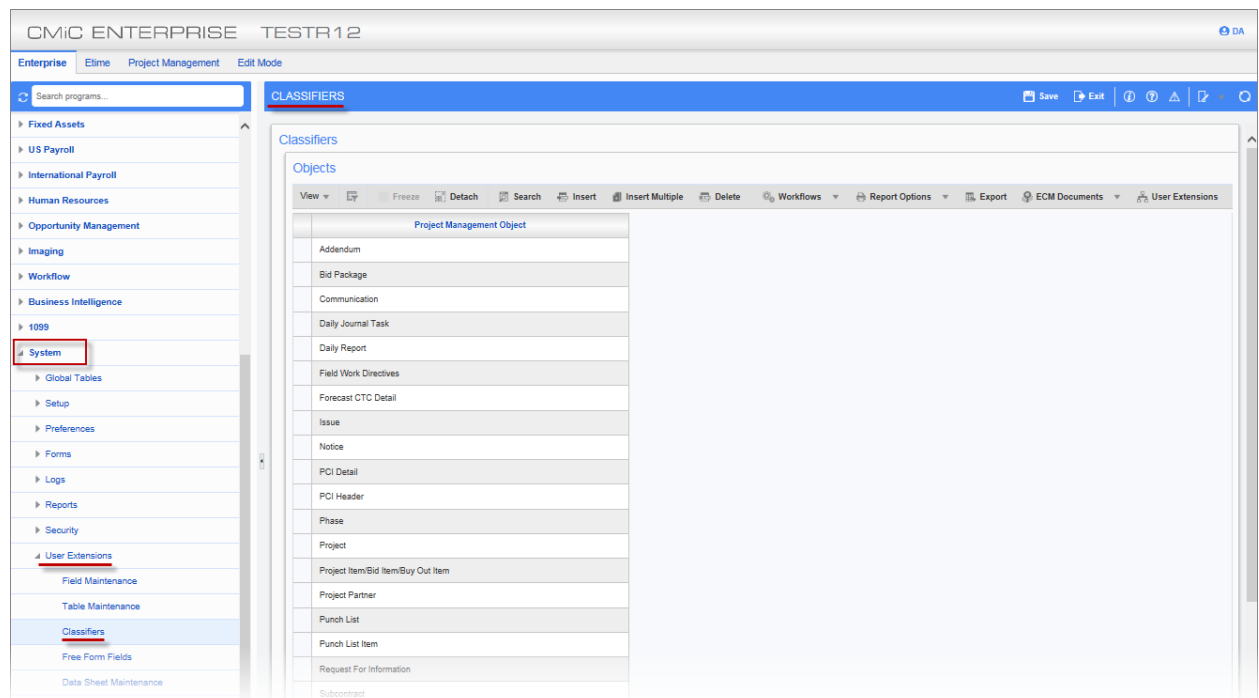 CMiC ENTERPRISE TESTR12
DA
Enterprise Etime Project Management Edit Mode
Search programs...
CLASSIFIERS
Save Exit
Fixed Assets
US Payroll
International Payroll
Human Resources
Opportunity Management
Imaging
Workflow
Business Intelligence
1099
System
Global Tables
Setup
Preferences
Forms
Logs
Reports
Security
User Extensions
Field Maintenance
Table Maintenance
Classifiers
Free Form Fields
Data Sheet Maintenance
Classifiers
Objects
View Freeze Detach Search Insert Insert Multiple Delete Workflows Report Options Export ECM Documents User Extensions
Project Management Object
Addendum
Bid Package
Communication
Daily Journal Task
Daily Report
Field Work Directives
Forecast CTC Detail
Issue
Notice
PCI Detail
PCI Header
Phase
Project
Project Item/Bid Item/Buy Out Item
Project Partner
Punch List
Punch List Item
Request For Information
Subcontract